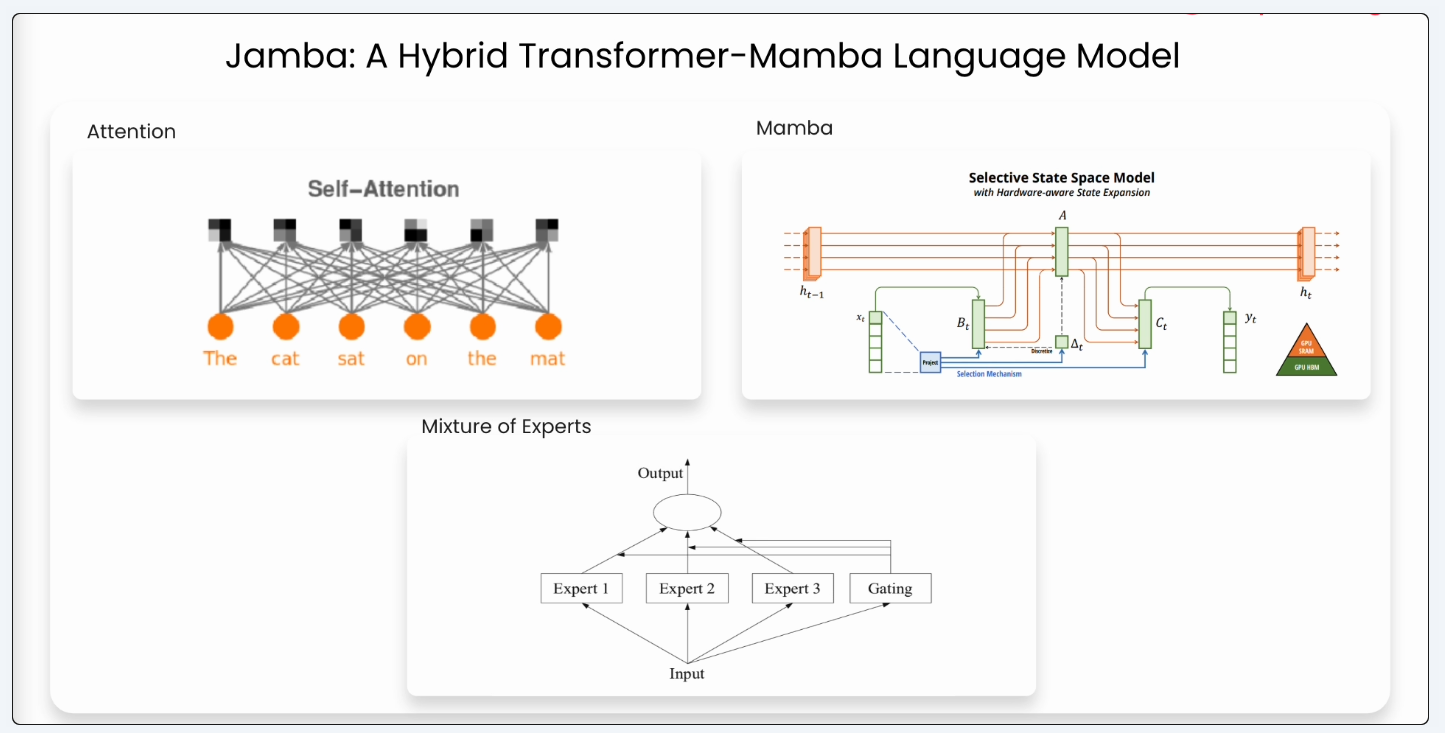 Jamba: A Hybrid Transformer-Mamba Language Model
Attention
Self-Attention
The cat sat on the mat
Mamba
Selective State Space Model
with Hardware-aware State Expansion
A
h_{t-1}
h_t
x_t
B_t
C_t
y_t
Δ_t
Discretize
Project
Selection Mechanism
GPU
SRAM
GPU HBM
Mixture of Experts
Output
Expert 1 Expert 2 Expert 3 Gating
Input